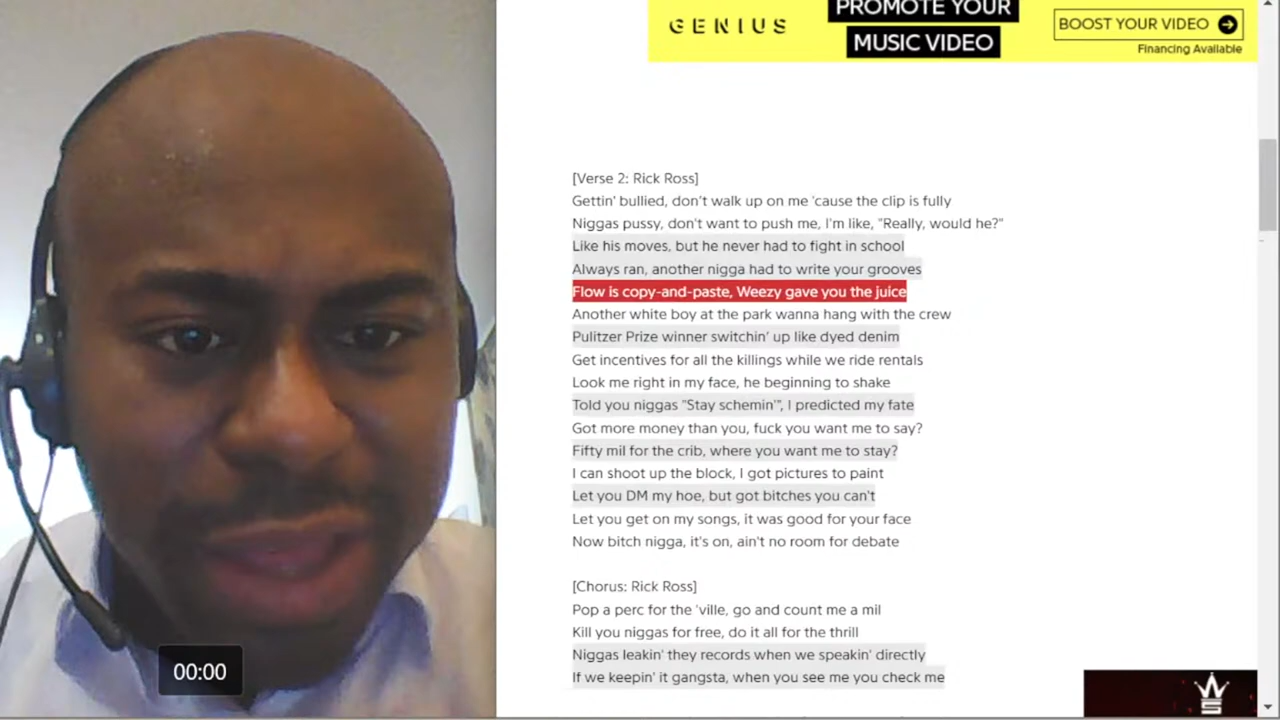 GENIUS
PROMOTE YOUR
MUSIC VIDEO
BOOST YOUR VIDEO
Financing Available
[Verse 2: Rick Ross]
Gettin' bullied, don't walk up on me 'cause the clip is fully
Niggas pussy, don't want to push me, I'm like, "Really, would he?"
Like his moves, but he never had to fight in school
Always ran, another nigga had to write your grooves
Flow is copy-and-paste, Weezy gave you the juice
Another white boy at the park wanna hang with the crew
Pulitzer Prize winner switchin' up like dyed denim
Get incentives for all the killings while we ride rentals
Look me right in my face, he beginning to shake
Told you niggas "Stay schemin'", I predicted my fate
Got more money than you, fuck you want me to say?
Fifty mil for the crib, where you want me to stay?
I can shoot up the block, I got pictures to paint
Let you DM my hoe, but got bitches you can't
Let you get on my songs, it was good for your face
Now bitch nigga, it's on, ain't no room for debate
[Chorus: Rick Ross]
Pop a perc for the 'ville, go and count me a mil
Kill you niggas for free, do it all for the thrill
Niggas leakin' they records when we speakin' directly
If we keepin' it gangsta, when you see me you check me
00:00